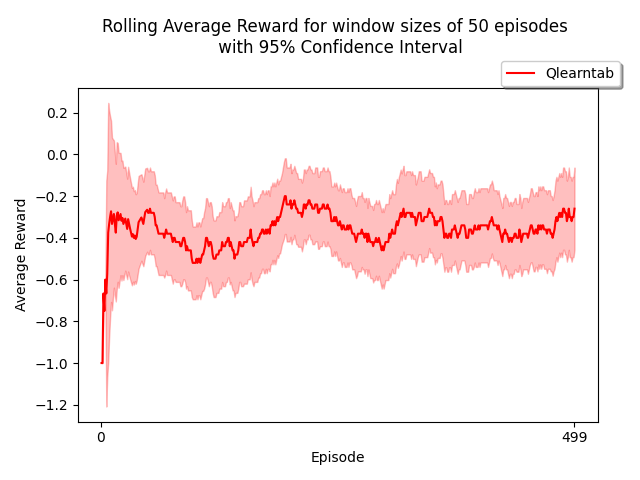 Rolling Average Reward for window sizes of 50 episodes
with 95% Confidence Interval
Qlearntab
0.2
0.0
−0.2
−0.4
−0.6
−0.8
−1.0
−1.2
Average Reward
0
499
Episode